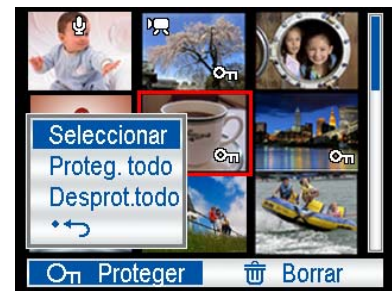 Seleccionar
Proteg. todo
Desprot.todo
Proteger
Borrar